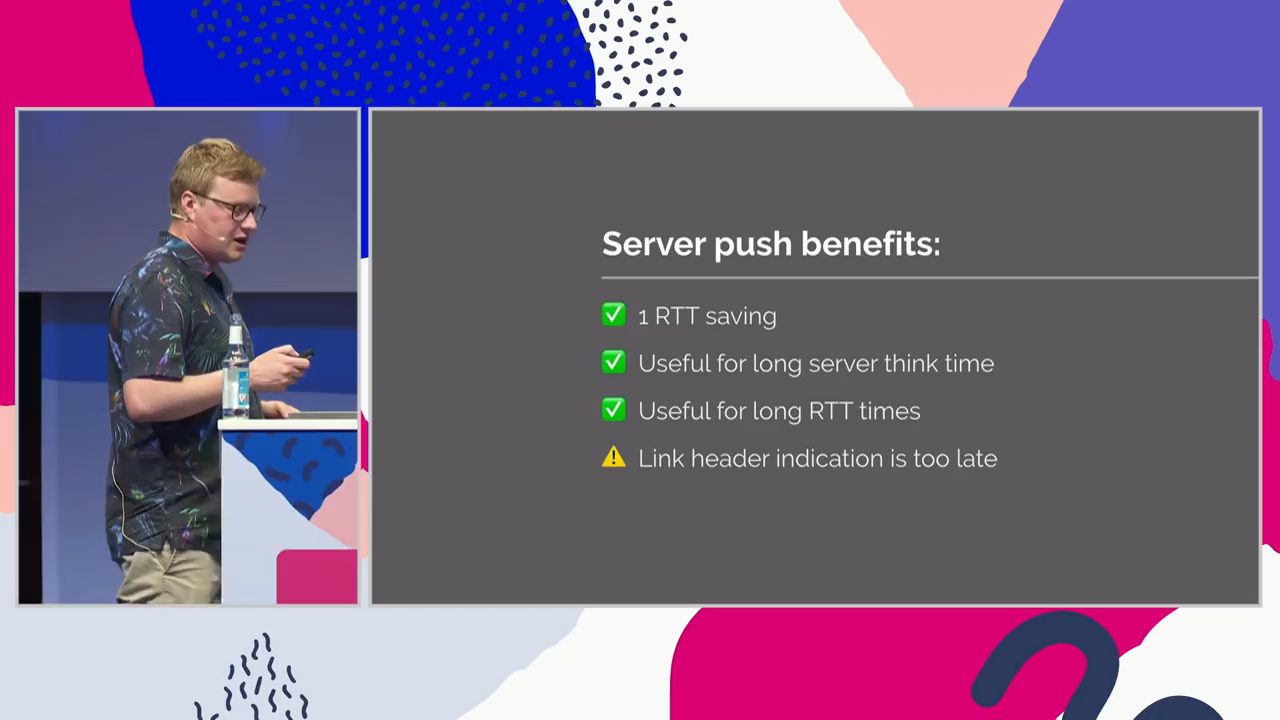 Server push benefits:
1 RTT saving
Useful for long server think time
Useful for long RTT times
Link header indication is too late